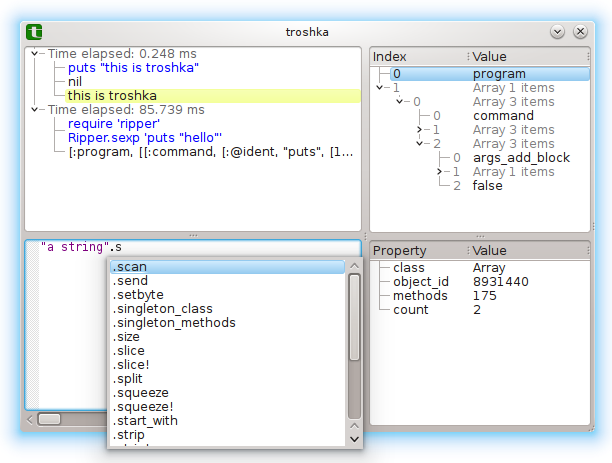 troshka
Time elapsed: 0.248 ms
puts "this is troshka"
nil
this is troshka
Time elapsed: 85.739 ms
require 'ripper'
Ripper.sexp 'puts "hello"'
[:program, [[:command, [:@ident, "puts", [1...
Index Value
0 program
1 Array 1 items
0 Array 3 items
0 command
1 Array 3 items
2 Array 3 items
0 args_add_block
1 Array 1 items
2 false
"a string".s
.scan
.send
.setbyte
.singleton_class
.singleton_methods
.size
.slice
.slice!
.split
.squeeze
.squeeze!
.start_with
.strip
Property Value
class Array
object_id 8931440
methods 175
count 2